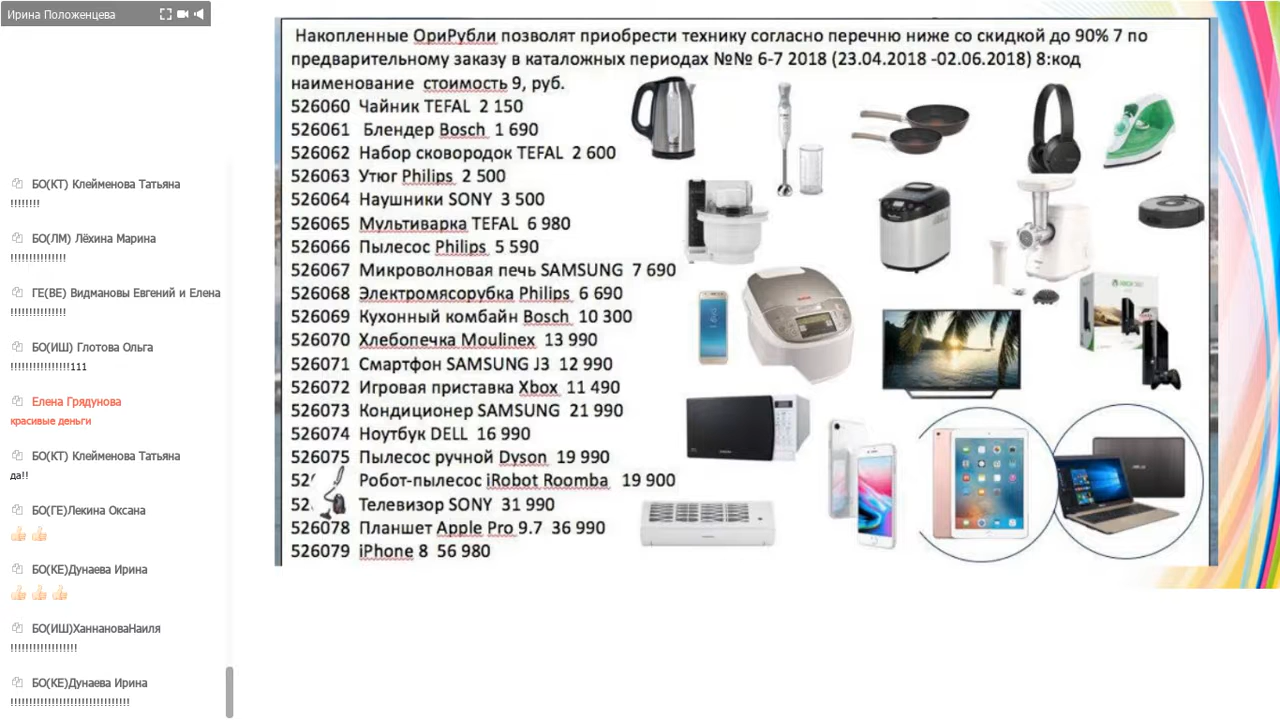 Ирина Положенцева
БО(КТ) Клейменова Татьяна
!!!!!!!!
БО(ЛМ) Лёхина Марина
!!!!!!!!!!!!!!!
ГЕ(ВЕ) Видмановы Евгений и Елена
!!!!!!!!!!!!!!!
БО(ИШ) Глотова Ольга
!!!!!!!!!!!!!!!!111
Елена Грядунова
красивые деньги
БО(КТ) Клейменова Татьяна
да!!
БО(ГЕ)Лекина Оксана
БО(КЕ)Дунаева Ирина
БО(ИШ)ХаннановаНаиля
!!!!!!!!!!!!!!!!!!
БО(КЕ)Дунаева Ирина
!!!!!!!!!!!!!!!!!!!!!!!!!!!!!!!!
Накопленные ОриРубли позволят приобрести технику согласно перечню ниже со скидкой до 90% 7 по
предварительному заказу в каталожных периодах №№ 6-7 2018 (23.04.2018 -02.06.2018) 8:код
наименование стоимость 9, руб.
526060 Чайник TEFAL 2 150
526061 Блендер Bosch 1 690
526062 Набор сковородок TEFAL 2 600
526063 Утюг Philips 2 500
526064 Наушники SONY 3 500
526065 Мультиварка TEFAL 6 980
526066 Пылесос Philips 5 590
526067 Микроволновая печь SAMSUNG 7 690
526068 Электромясорубка Philips 6 690
526069 Кухонный комбайн Bosch 10 300
526070 Хлебопечка Moulinex 13 990
526071 Смартфон SAMSUNG J3 12 990
526072 Игровая приставка Xbox 11 490
526073 Кондиционер SAMSUNG 21 990
526074 Ноутбук DELL 16 990
526075 Пылесос ручной Dyson 19 990
52 Робот-пылесос iRobot Roomba 19 900
52 Телевизор SONY 31 990
526078 Планшет Apple Pro 9.7 36 990
526079 iPhone 8 56 980